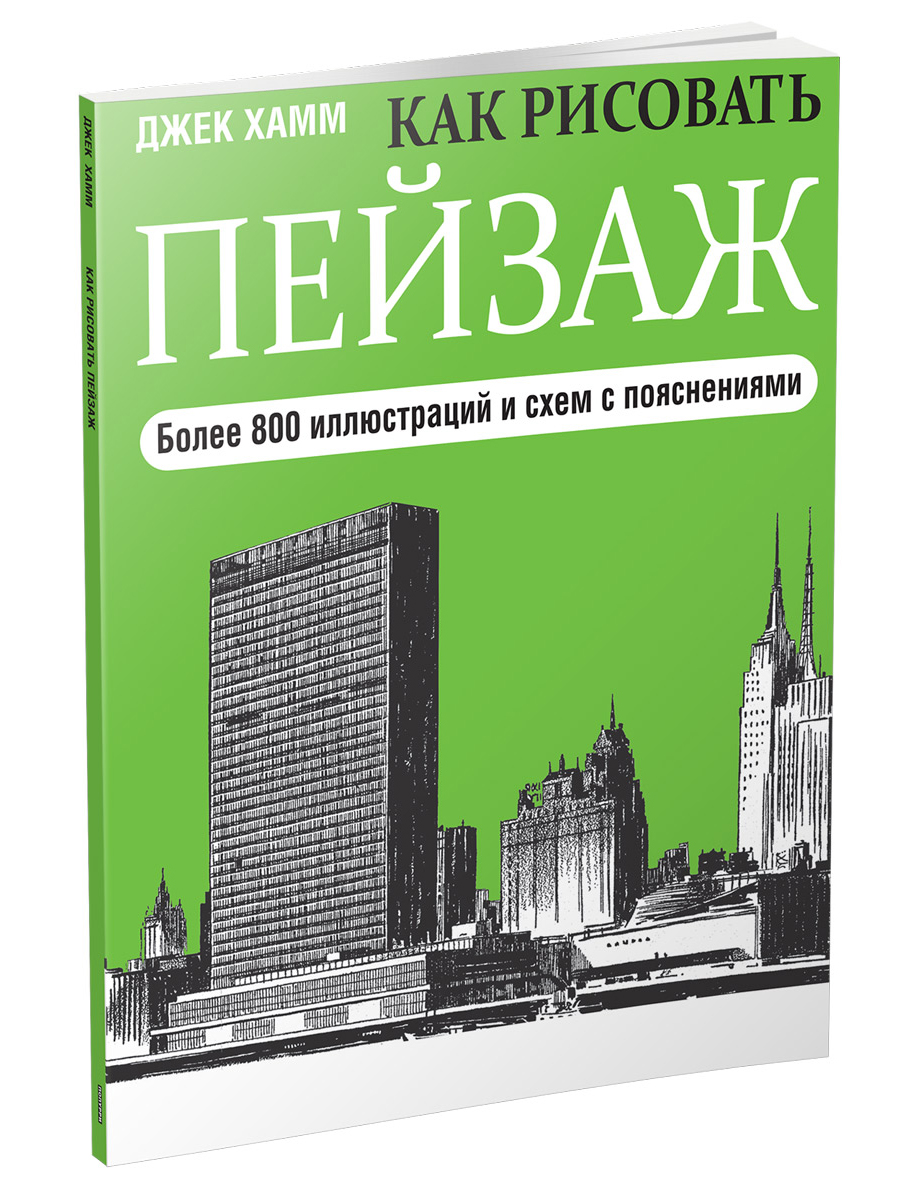 ДЖЕК ХАММ
КАК РИСОВАТЬ
ПЕЙЗАЖ
Более 800 иллюстраций и схем с пояснениями
ДЖЕК ХАММ
КАК РИСОВАТЬ ПЕЙЗАЖ